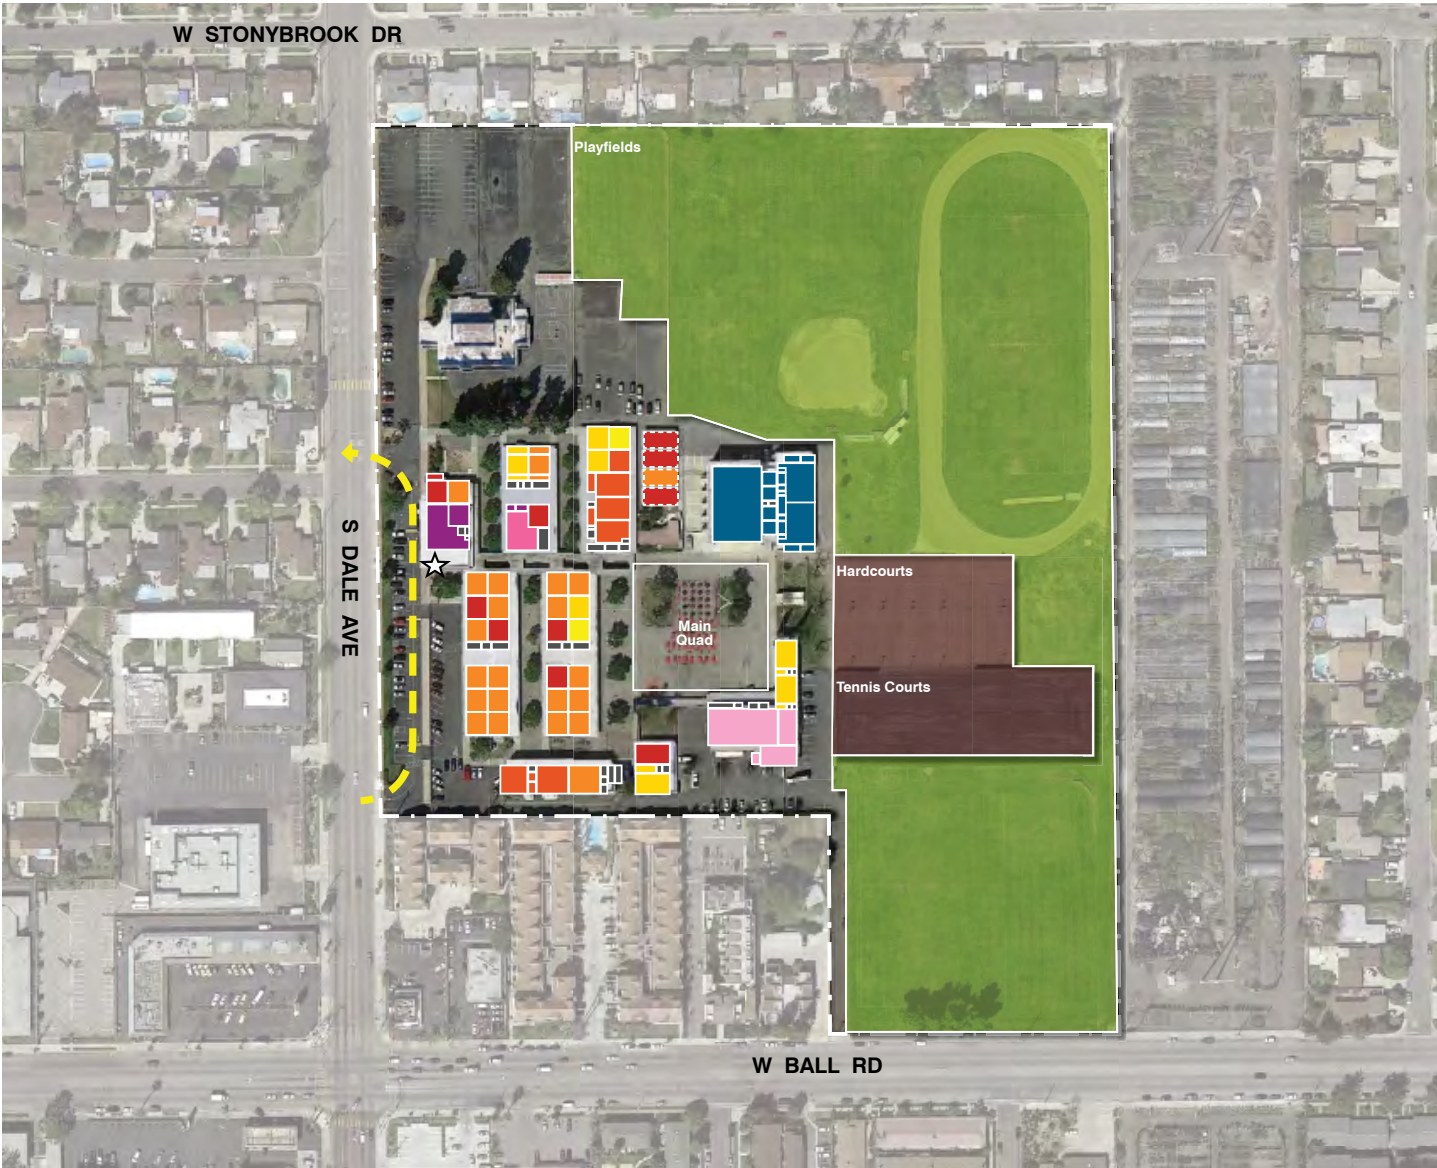 W STONYBROOK DR
Playfields
S DALE AVE
Hardcourts
Main
Quad
Tennis Courts
W BALL RD